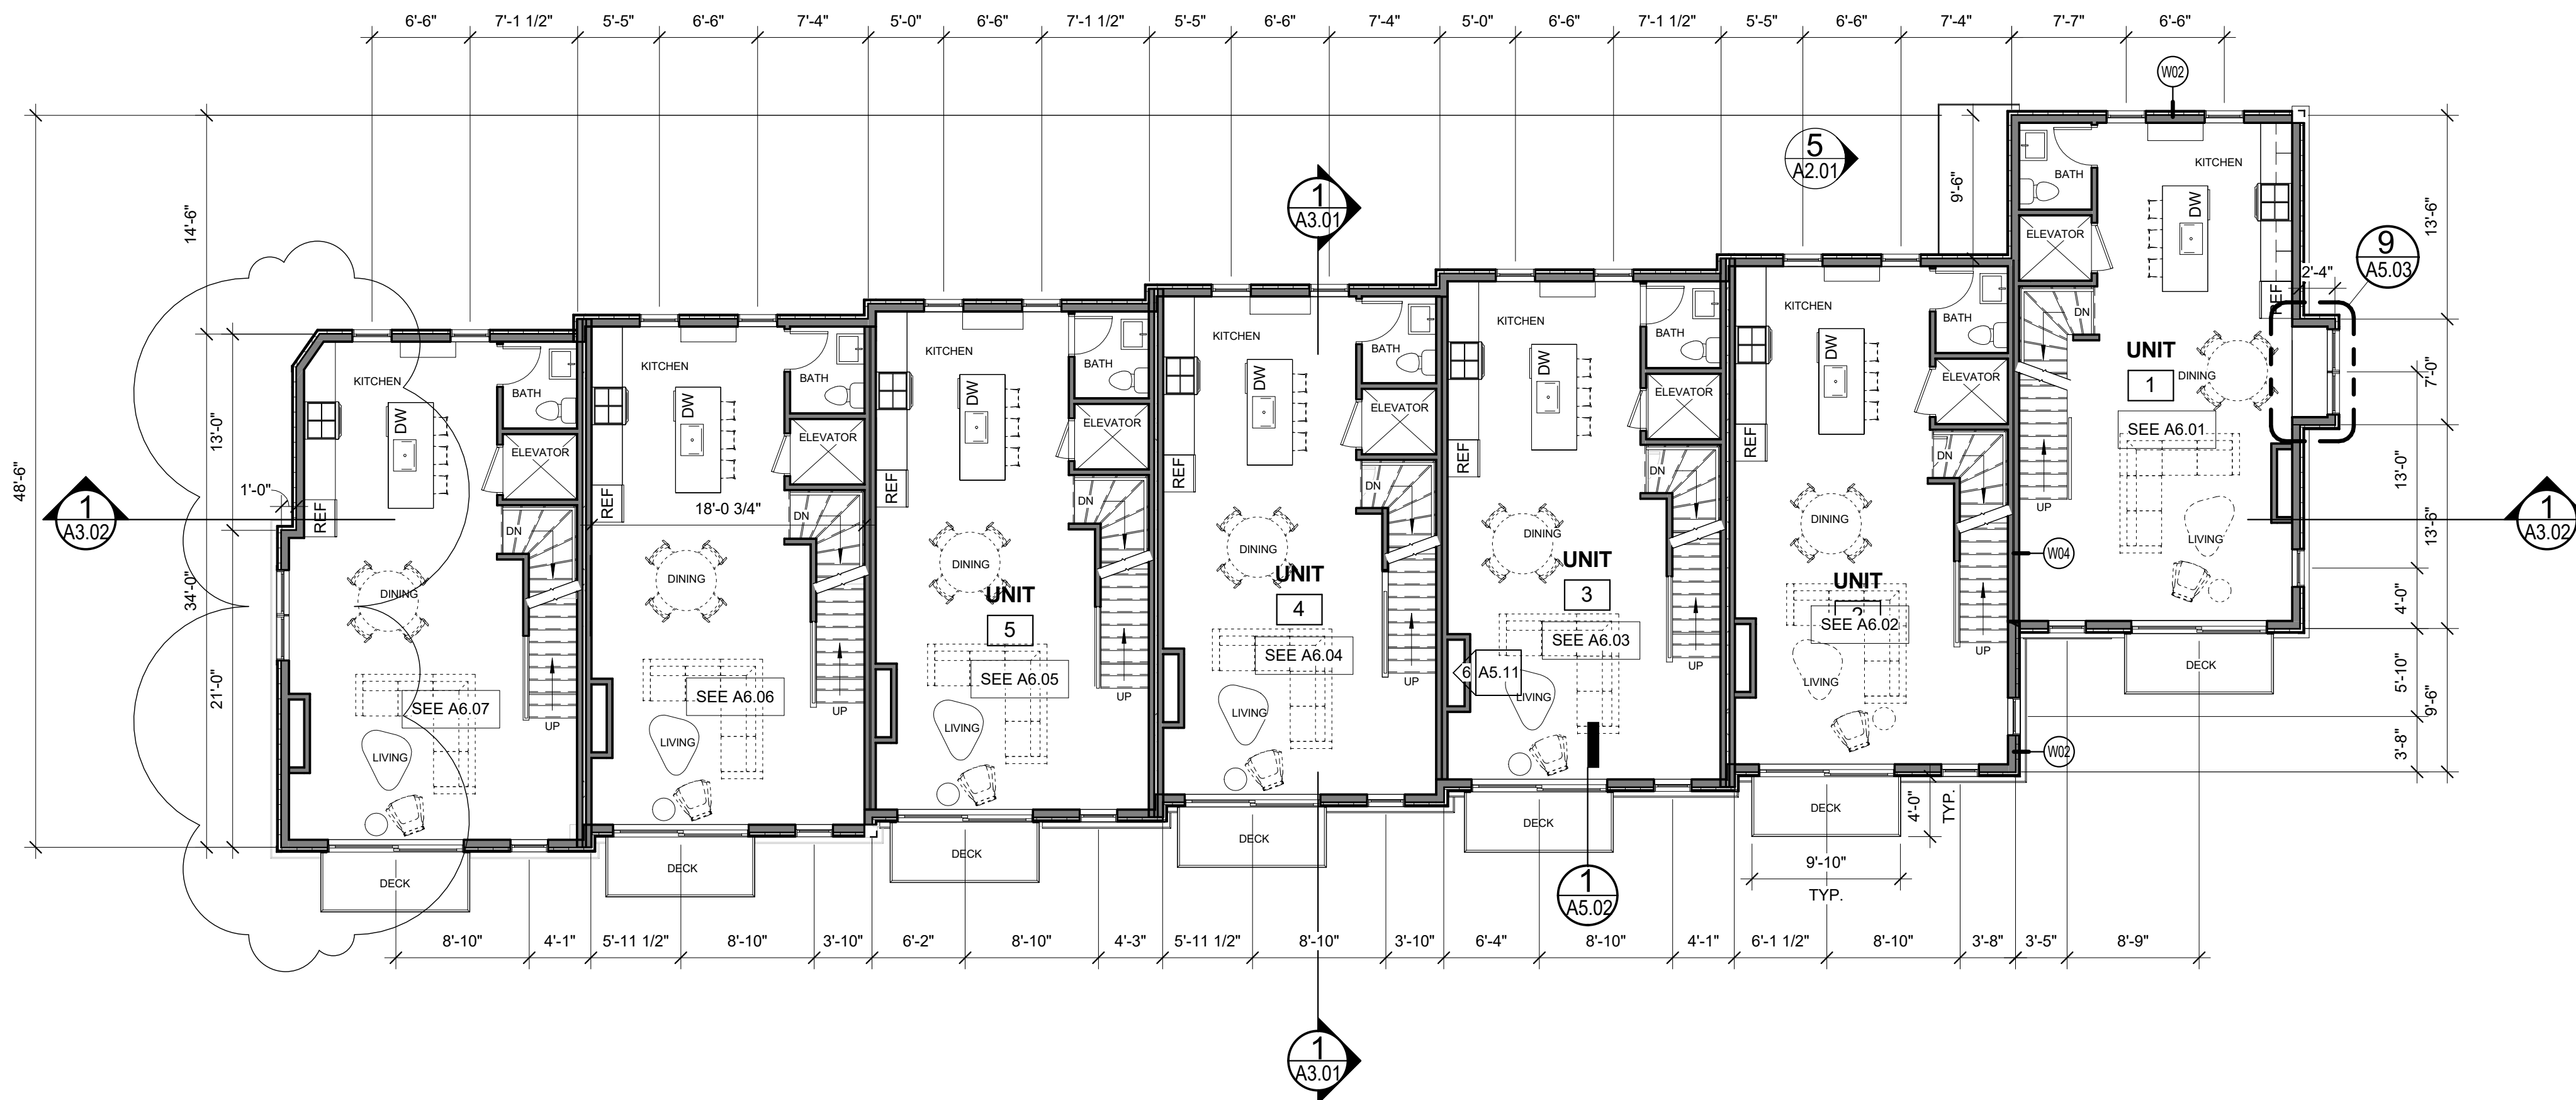 6'-6" 7'-1 1/2" 5'-5" 6'-6" 7'-4" 5'-0" 6'-6" 7'-1 1/2" 5'-5" 6'-6" 7'-4" 5'-0" 6'-6" 7'-1 1/2" 5'-5" 6'-6" 7'-4" 7'-7" 6'-6"
W02
5
A2.01
1
A3.01
9'-6"
14'-6"
13'-0"
48'-6"
34'-0"
21'-0"
1'-0"
1
A3.02
KITCHEN
DW
BATH
ELEVATOR
REF
DN
DINING
SEE A6.07
UP
LIVING
DECK
KITCHEN
DW
BATH
ELEVATOR
REF
18'-0 3/4"
DN
DINING
SEE A6.06
UP
LIVING
DECK
KITCHEN
DW
BATH
ELEVATOR
REF
DN
DINING
UNIT
5
SEE A6.05
UP
LIVING
DECK
KITCHEN
DW
BATH
ELEVATOR
REF
DN
DINING
UNIT
4
SEE A6.04
UP
LIVING
DECK
KITCHEN
DW
BATH
ELEVATOR
REF
DN
DINING
UNIT
3
SEE A6.03
UP
6
A5.11
LIVING
DECK
1
A5.02
KITCHEN
DW
BATH
ELEVATOR
REF
DN
DINING
UNIT
2
SEE A6.02
UP
LIVING
W04
W02
DECK
4'-0"
TYP.
9'-10"
TYP.
KITCHEN
DW
BATH
ELEVATOR
REF
DN
UNIT
1
DINING
SEE A6.01
UP
LIVING
DECK
2'-4"
9
A5.03
13'-6"
7'-0"
13'-0"
13'-6"
4'-0"
5'-10"
9'-6"
3'-8"
1
A3.02
8'-10" 4'-1" 5'-11 1/2" 8'-10" 3'-10" 6'-2" 8'-10" 4'-3" 5'-11 1/2" 8'-10" 3'-10" 6'-4" 8'-10" 4'-1" 6'-1 1/2" 8'-10" 3'-8" 3'-5" 8'-9"
1
A3.01